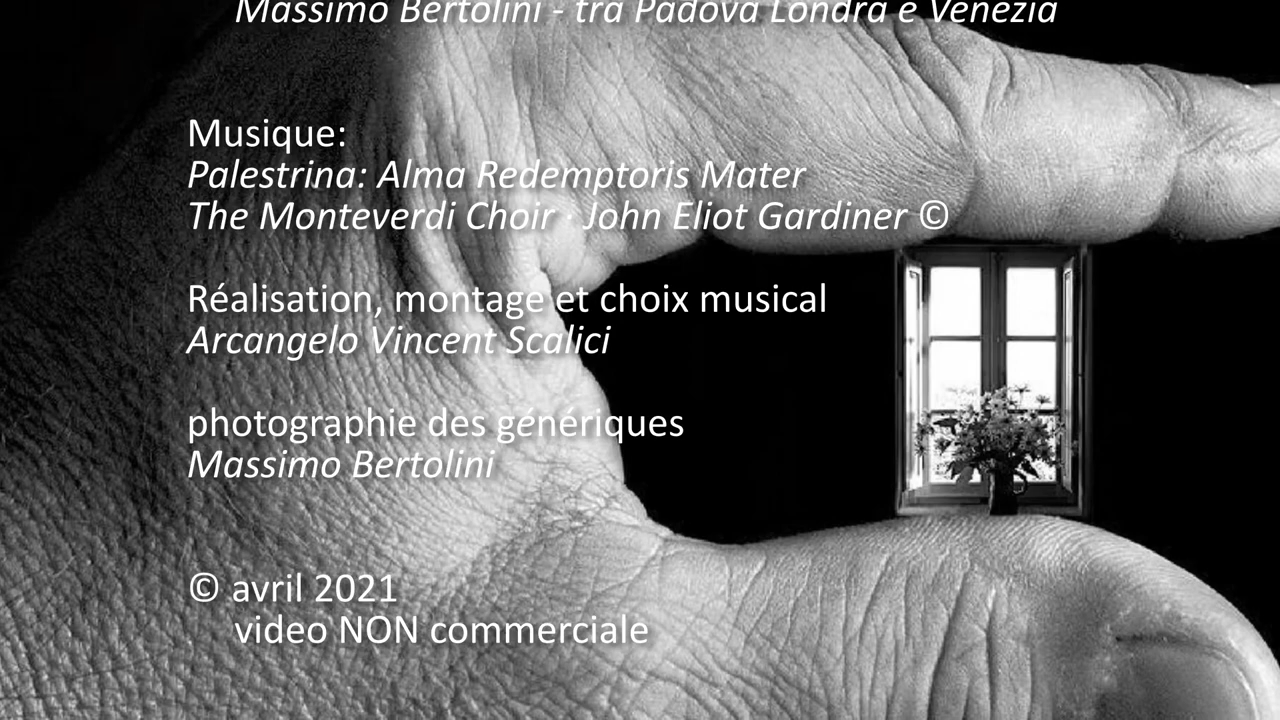 Massimo Bertolini - tra Padova Londra e Venezia
Musique:
Palestrina: Alma Redemptoris Mater
The Monteverdi Choir · John Eliot Gardiner ©
Réalisation, montage et choix musical
Arcangelo Vincent Scalici
photographie des génériques
Massimo Bertolini
© avril 2021
video NON commerciale